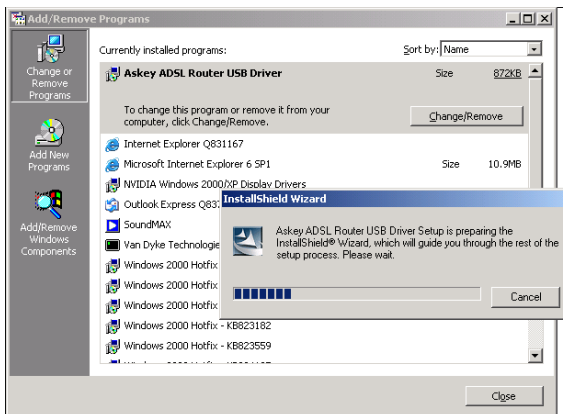 Add/Remove Programs
Currently installed programs:
Sort by: Name
Change or
Remove
Programs
Add New
Programs
Add/Remove
Windows
Components
Askey ADSL Router USB Driver
Size 872KB
To change this program or remove it from your
computer, click Change/Remove.
Change/Remove
Internet Explorer Q831167
Microsoft Internet Explorer 6 SP1
Size 10.9MB
NVIDIA Windows 2000/XP Display Drivers
Outlook Express Q83
SoundMAX
Van Dyke Technologie
Windows 2000 Hotfix
Windows 2000 Hotfix
Windows 2000 Hotfix
Windows 2000 Hotfix - KB823182
Windows 2000 Hotfix - KB823559
InstallShield Wizard
Askey ADSL Router USB Driver Setup is preparing the
InstallShield® Wizard, which will guide you through the rest of the
setup process. Please wait.
Cancel
Close